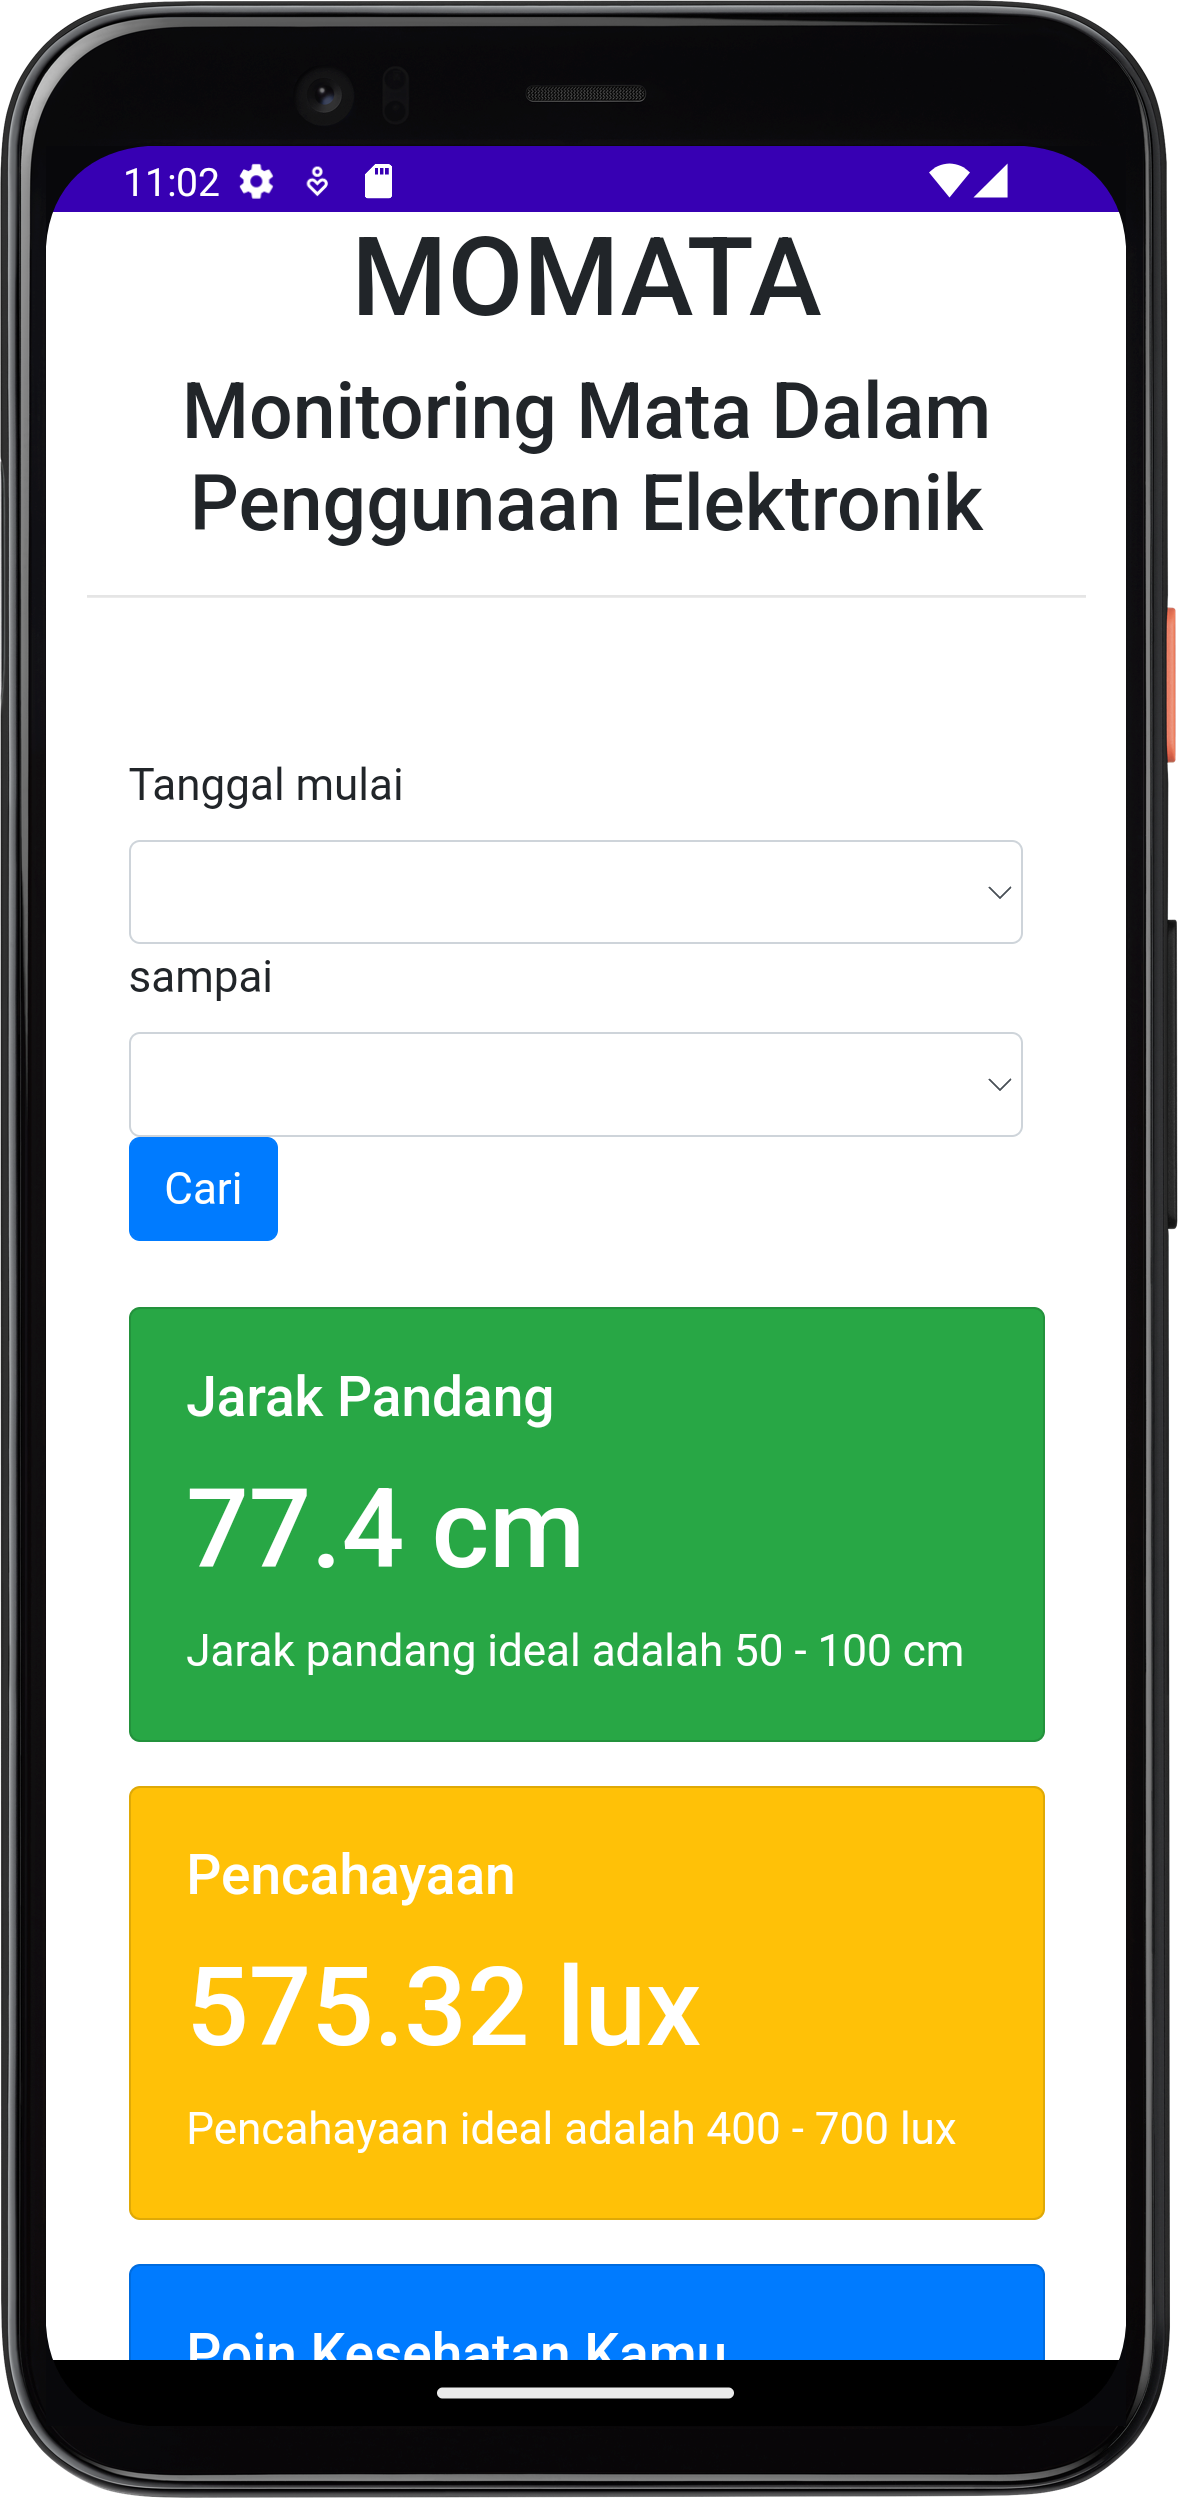 11:02
MOMATA
Monitoring Mata Dalam
Penggunaan Elektronik
Tanggal mulai
sampai
Cari
Jarak Pandang
77.4 cm
Jarak pandang ideal adalah 50 - 100 cm
Pencahayaan
575.32 lux
Pencahayaan ideal adalah 400 - 700 lux
Poin Kesehatan Kamu